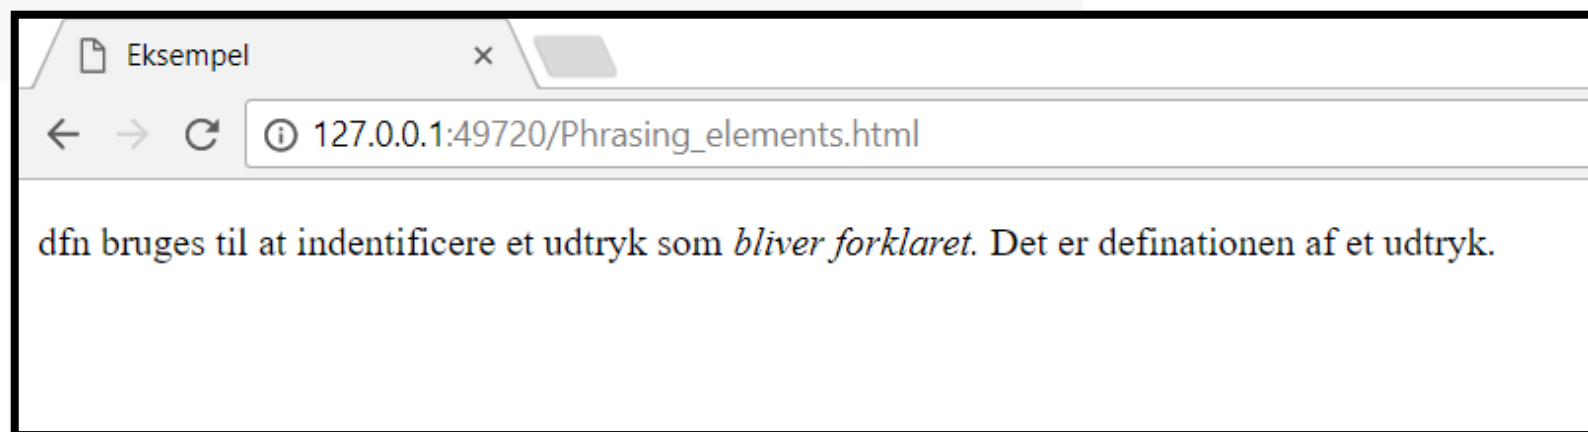 Eksempel
127.0.0.1:49720/Phrasing_elements.html
dfn bruges til at indentificere et udtryk som bliver forklaret. Det er definationen af et udtryk.